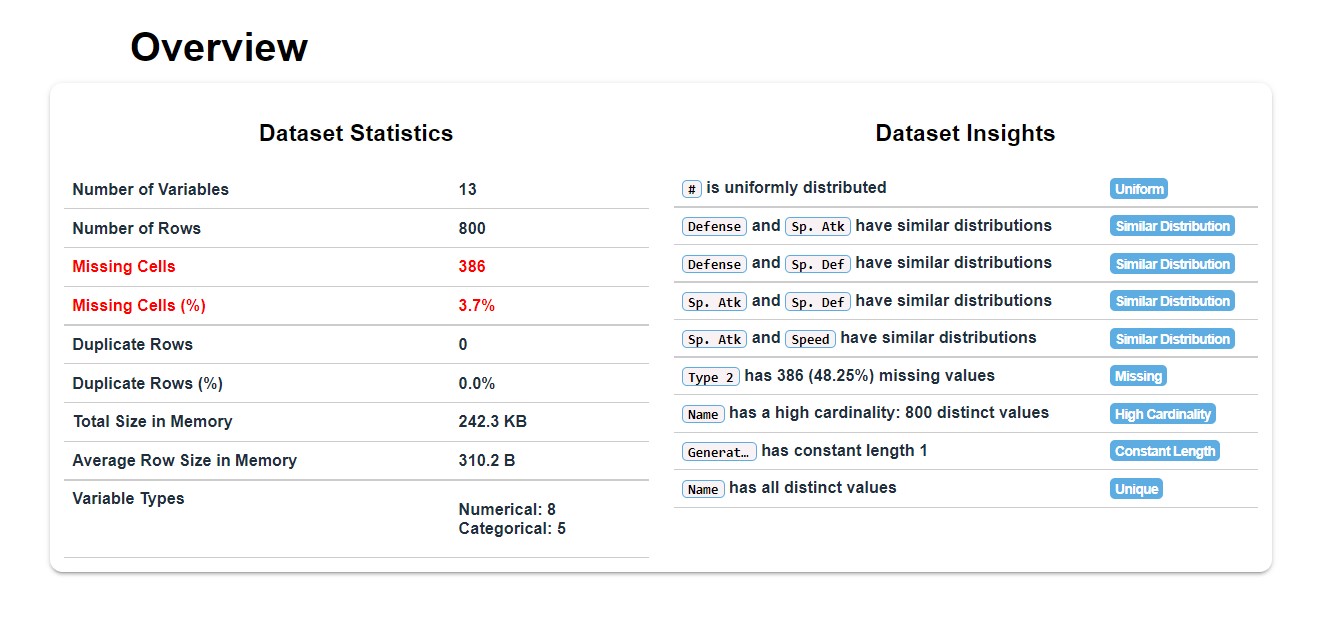 Overview
Dataset Statistics
Number of Variables 13
Number of Rows 800
Missing Cells 386
Missing Cells (%) 3.7%
Duplicate Rows 0
Duplicate Rows (%) 0.0%
Total Size in Memory 242.3 KB
Average Row Size in Memory 310.2 B
Variable Types
Numerical: 8
Categorical: 5
Dataset Insights
# is uniformly distributed Uniform
Defense and Sp. Atk have similar distributions Similar Distribution
Defense and Sp. Def have similar distributions Similar Distribution
Sp. Atk and Sp. Def have similar distributions Similar Distribution
Sp. Atk and Speed have similar distributions Similar Distribution
Type 2 has 386 (48.25%) missing values Missing
Name has a high cardinality: 800 distinct values High Cardinality
Generat… has constant length 1 Constant Length
Name has all distinct values Unique